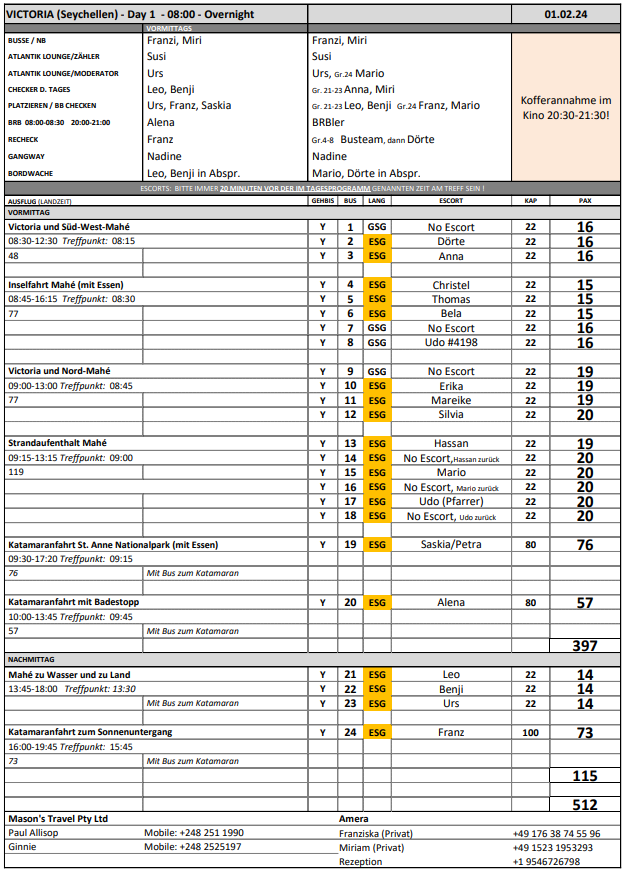 VICTORIA (Seychellen) - Day 1 - 08:00 - Overnight 01.02.24
VORMITTAGS
BUSSE / NB Franzi, Miri Franzi, Miri
ATLANTIK LOUNGE/ZÄHLER Susi Susi
ATLANTIK LOUNGE/MODERATOR Urs Urs, Gr.24 Mario
CHECKER D. TAGES Leo, Benji Gr. 21-23 Anna, Miri
PLATZIEREN / BB CHECKEN Urs, Franz, Saskia Gr. 21-23 Leo, Benji Gr.24 Franz, Mario
BRB 08:00-08:30 20:00-21:00 Alena BRBler
RECHECK Franz Gr.4-8 Busteam, dann Dörte
GANGWAY Nadine Nadine
BORDWACHE Leo, Benji in Abspr. Mario, Dörte in Abspr.
Kofferannahme im
Kino 20:30-21:30!
ESCORTS: BITTE IMMER 20 MINUTEN VOR DER IM TAGESPROGRAMM GENANNTEN ZEIT AM TREFF SEIN !
AUSFLUG (LANDZEIT) GEHBIS BUS LANG ESCORT KAP PAX
VORMITTAG
Victoria und Süd-West-Mahé Y 1 GSG No Escort 22 16
08:30-12:30 Treffpunkt: 08:15 Y 2 ESG Dörte 22 16
48 Y 3 ESG Anna 22 16
Inselfahrt Mahé (mit Essen) Y 4 ESG Christel 22 15
08:45-16:15 Treffpunkt: 08:30 Y 5 ESG Thomas 22 15
77 Y 6 ESG Bela 22 15
Y 7 GSG No Escort 22 16
Y 8 GSG Udo #4198 22 16
Victoria und Nord-Mahé Y 9 GSG No Escort 22 19
09:00-13:00 Treffpunkt: 08:45 Y 10 ESG Erika 22 19
77 Y 11 ESG Mareike 22 19
Y 12 ESG Silvia 22 20
Strandaufenthalt Mahé Y 13 ESG Hassan 22 19
09:15-13:15 Treffpunkt: 09:00 Y 14 ESG No Escort, Hassan zurück 22 20
119 Y 15 ESG Mario 22 20
Y 16 ESG No Escort, Mario zurück 22 20
Y 17 ESG Udo (Pfarrer) 22 20
Y 18 ESG No Escort, Udo zurück 22 20
Katamaranfahrt St. Anne Nationalpark (mit Essen) Y 19 ESG Saskia/Petra 80 76
09:30-17:20 Treffpunkt: 09:15
76 Mit Bus zum Katamaran
Katamaranfahrt mit Badestopp Y 20 ESG Alena 80 57
10:00-13:45 Treffpunkt: 09:45
57 Mit Bus zum Katamaran
397
NACHMITTAG
Mahé zu Wasser und zu Land Y 21 ESG Leo 22 14
13:45-18:00 Treffpunkt: 13:30 Y 22 ESG Benji 22 14
Mit Bus zum Katamaran Y 23 ESG Urs 22 14
Katamaranfahrt zum Sonnenuntergang Y 24 ESG Franz 100 73
16:00-19:45 Treffpunkt: 15:45
73 Mit Bus zum Katamaran
115
512
Mason's Travel Pty Ltd Amera
Paul Allisop Mobile: +248 251 1990 Franziska (Privat) +49 176 38 74 55 96
Ginnie Mobile: +248 2525197 Miriam (Privat) +49 1523 1953293
Rezeption +1 9546726798